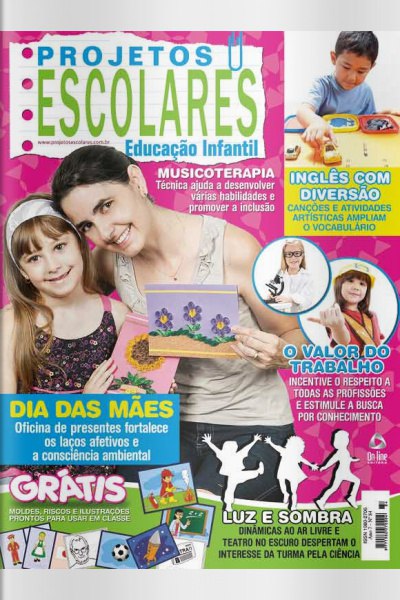 PROJETOS
ESCOLARES
www.projetosescolares.com.br
Educação Infantil
MUSICOTERAPIA
Técnica ajuda a desenvolver
várias habilidades e
promover a inclusão
INGLÊS COM
DIVERSÃO
CANÇÕES E ATIVIDADES
ARTÍSTICAS AMPLIAM
O VOCABULÁRIO
O VALOR DO
TRABALHO
INCENTIVE O RESPEITO A
TODAS AS PROFISSÕES
E ESTIMULE A BUSCA
POR CONHECIMENTO
On line
EDITORA
DIA DAS MÃES
Oficina de presentes fortalece
os laços afetivos e
a consciência ambiental
GRÁTIS
MOLDES, RISCOS E ILUSTRAÇÕES
PRONTOS PARA USAR EM CLASSE
LUZ E SOMBRA
DINÂMICAS AO AR LIVRE E
TEATRO NO ESCURO DESPERTAM O
INTERESSE DA TURMA PELA CIÊNCIA